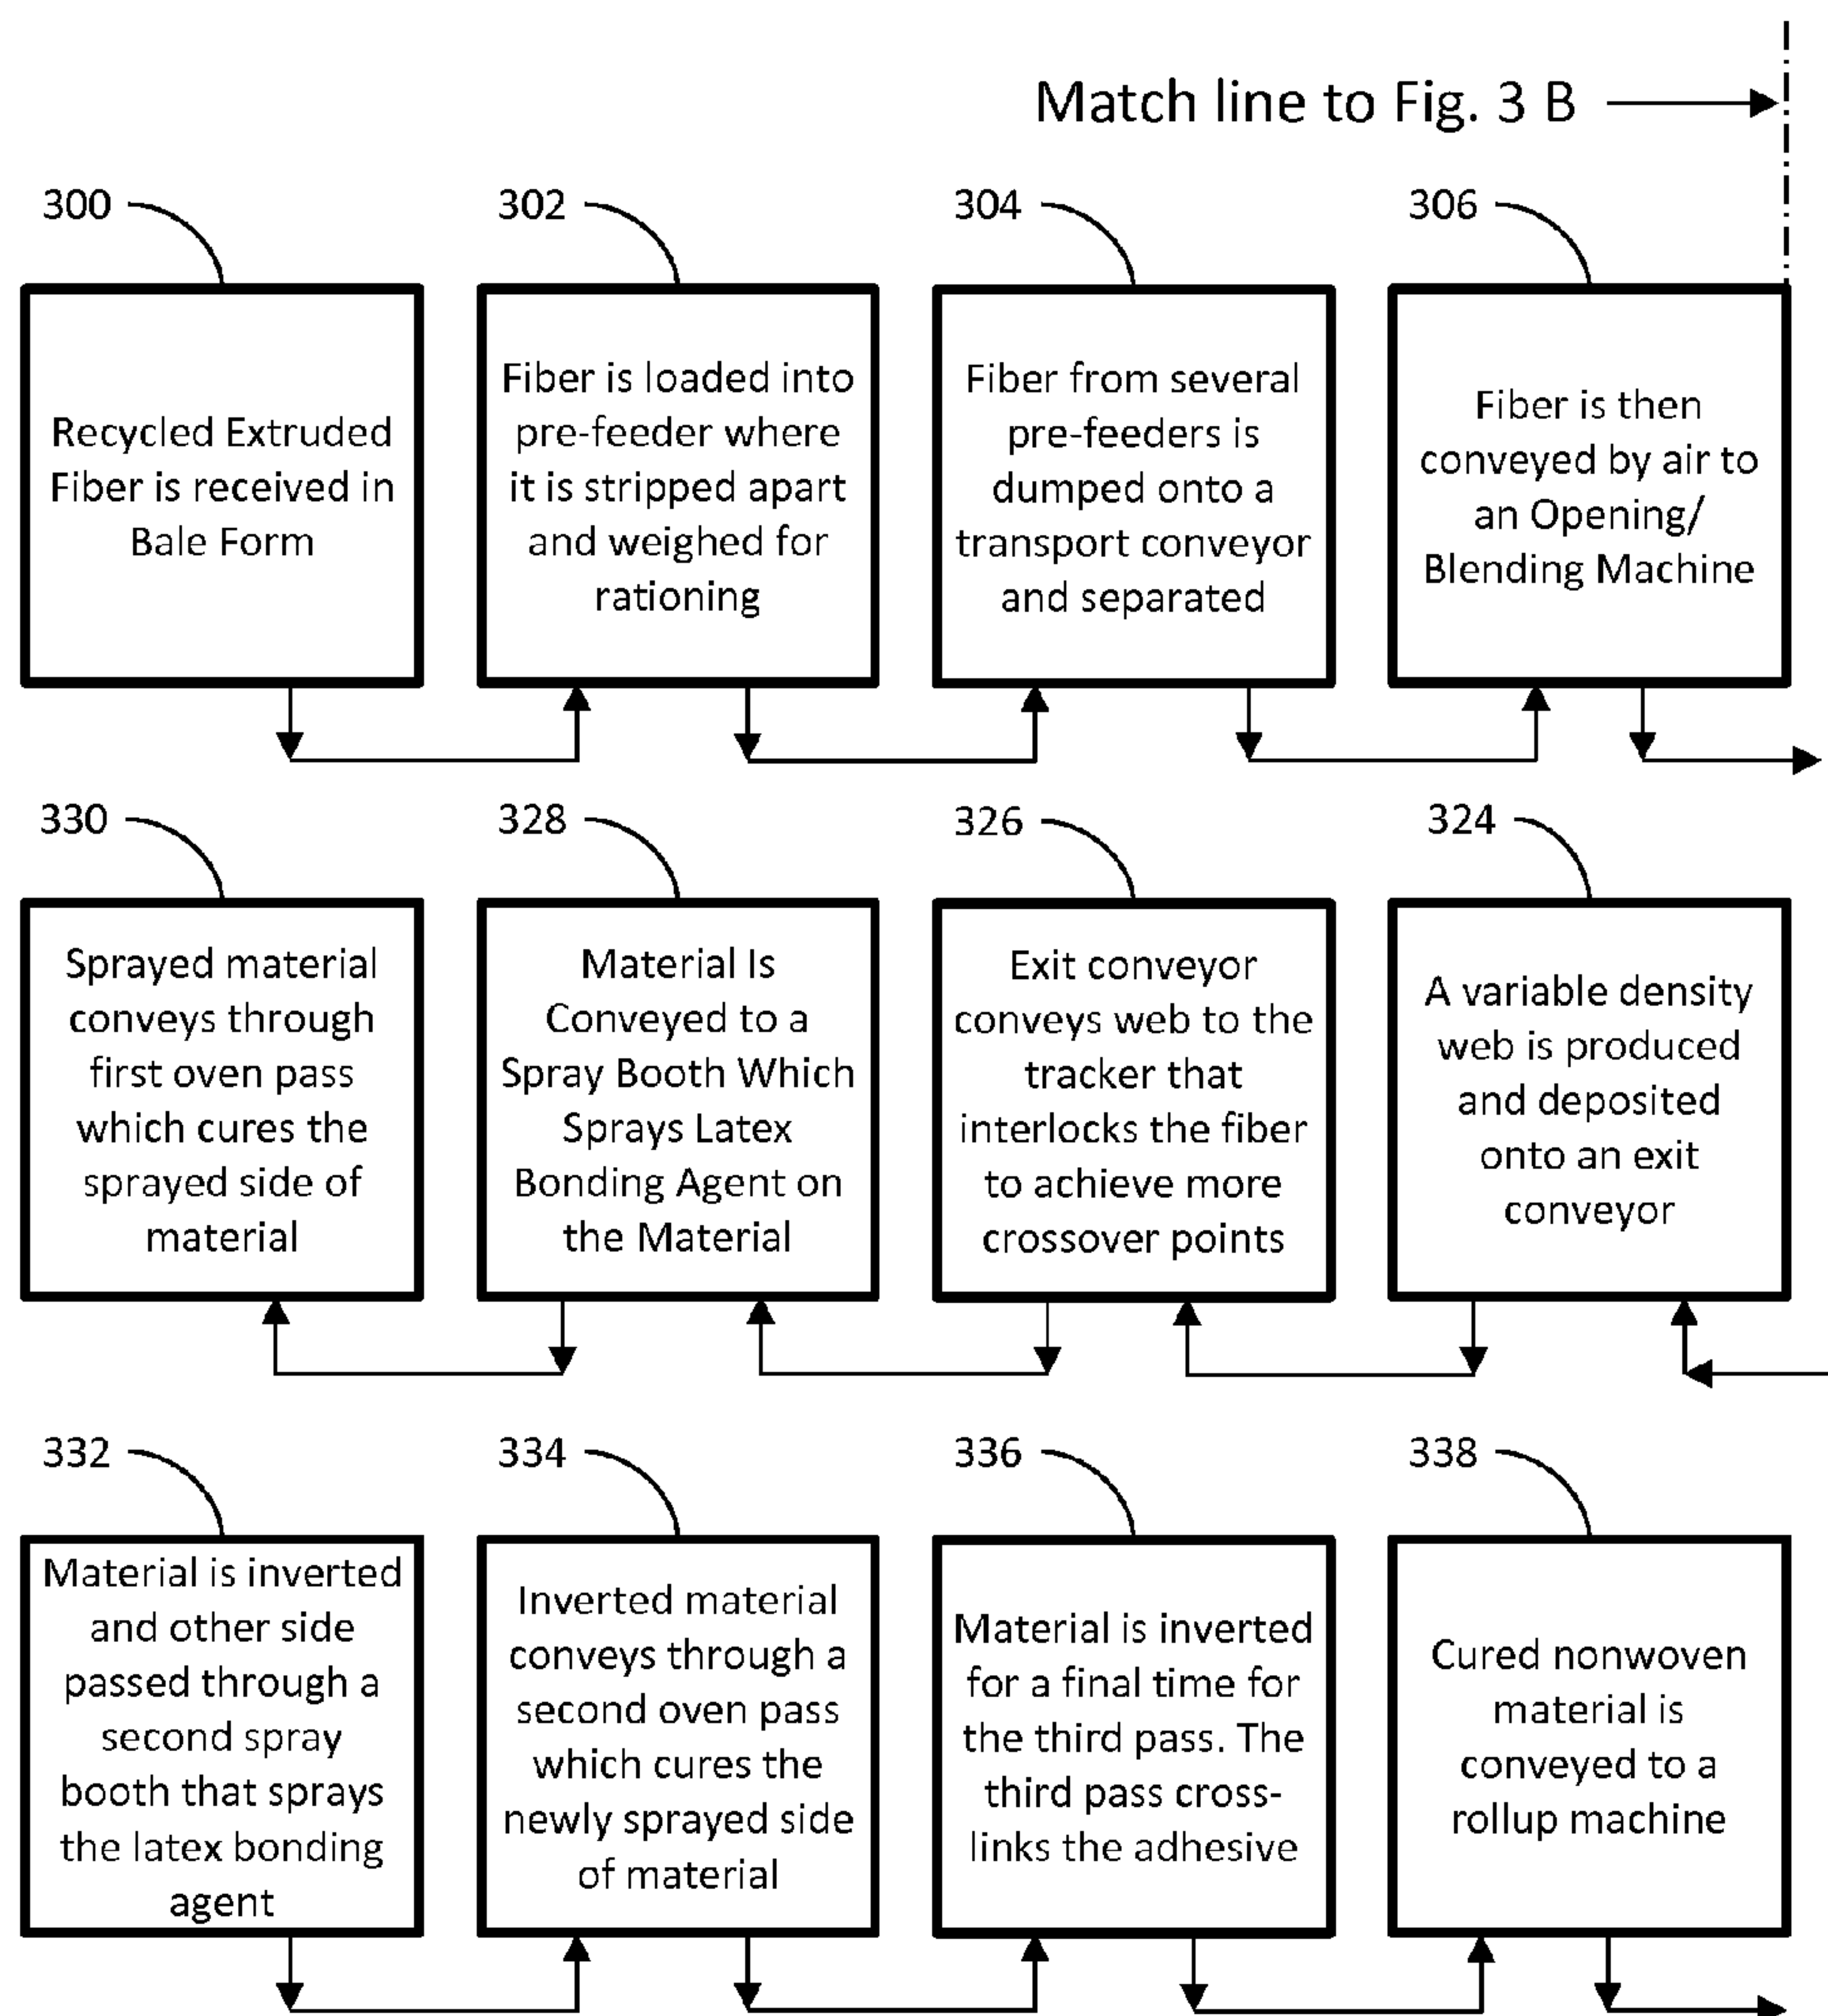 Match line to Fig. 3 B
300
302
304
306
Recycled Extruded
Fiber is received in
Bale Form
Fiber is loaded into
pre-feeder where
it is stripped apart
and weighed for
rationing
Fiber from several
pre-feeders is
dumped onto a
transport conveyor
and separated
Fiber is then
conveyed by air to
an Opening/
Blending Machine
330
328
326
324
Sprayed material
conveys through
first oven pass
which cures the
sprayed side of
material
Material Is
Conveyed to a
Spray Booth Which
Sprays Latex
Bonding Agent on
the Material
Exit conveyor
conveys web to the
tracker that
interlocks the fiber
to achieve more
crossover points
A variable density
web is produced
and deposited
onto an exit
conveyor
332
334
336
338
Material is inverted
and other side
passed through a
second spray
booth that sprays
the latex bonding
agent
Inverted material
conveys through a
second oven pass
which cures the
newly sprayed side
of material
Material is inverted
for a final time for
the third pass. The
third pass cross-
links the adhesive
Cured nonwoven
material is
conveyed to a
rollup machine